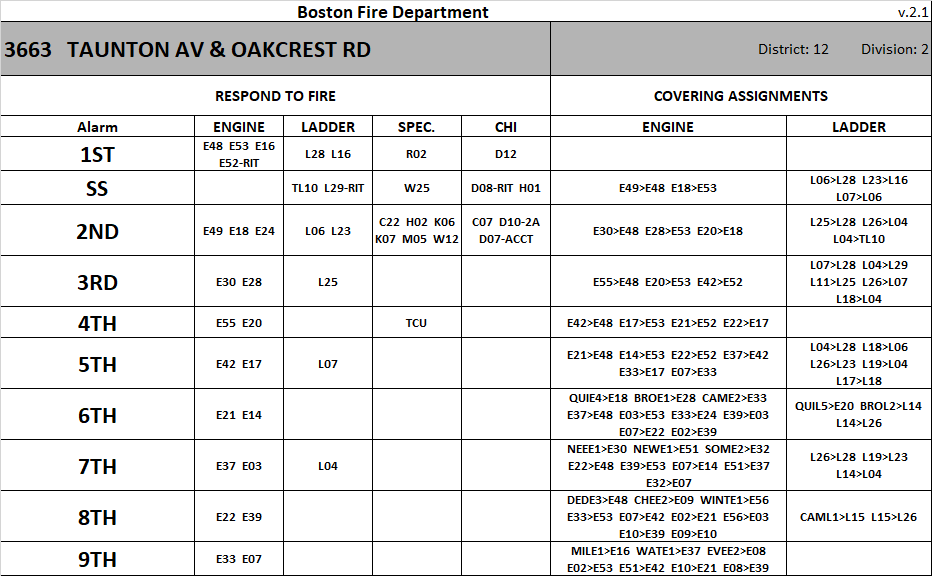 Boston Fire Department v.2.1
3663 TAUNTON AV & OAKCREST RD District: 12 Division: 2
RESPOND TO FIRE COVERING ASSIGNMENTS
Alarm ENGINE LADDER SPEC. CHI ENGINE LADDER
1ST
E48 E53 E16
E52-RIT
L28 L16
R02
D12
SS
TL10 L29-RIT
W25
D08-RIT H01
E49>E48 E18>E53
L06>L28 L23>L16
L07>L06
2ND
E49 E18 E24
L06 L23
C22 H02 K06
K07 M05 W12
C07 D10-2A
D07-ACCT
E30>E48 E28>E53 E20>E18
L25>L28 L26>L04
L04>TL10
3RD
E30 E28
L25
E55>E48 E20>E53 E42>E52
L07>L28 L04>L29
L11>L25 L26>L07
L18>L04
4TH
E55 E20
TCU
E42>E48 E17>E53 E21>E52 E22>E17
5TH
E42 E17
L07
E21>E48 E14>E53 E22>E52 E37>E42
E33>E17 E07>E33
L04>L28 L18>L06
L26>L23 L19>L04
L17>L18
6TH
E21 E14
QUIE4>E18 BROE1>E28 CAME2>E33
E37>E48 E03>E53 E33>E24 E39>E03
E07>E22 E02>E39
QUIL5>E20 BROL2>L14
L14>L26
7TH
E37 E03
L04
NEEE1>E30 NEWE1>E51 SOME2>E32
E22>E48 E39>E53 E07>E14 E51>E37
E32>E07
L26>L28 L19>L23
L14>L04
8TH
E22 E39
DEDE3>E48 CHEE2>E09 WINTE1>E56
E33>E53 E07>E42 E02>E21 E56>E03
E10>E39 E09>E10
CAML1>L15 L15>L26
9TH
E33 E07
MILE1>E16 WATE1>E37 EVEE2>E08
E02>E53 E51>E42 E10>E21 E08>E39